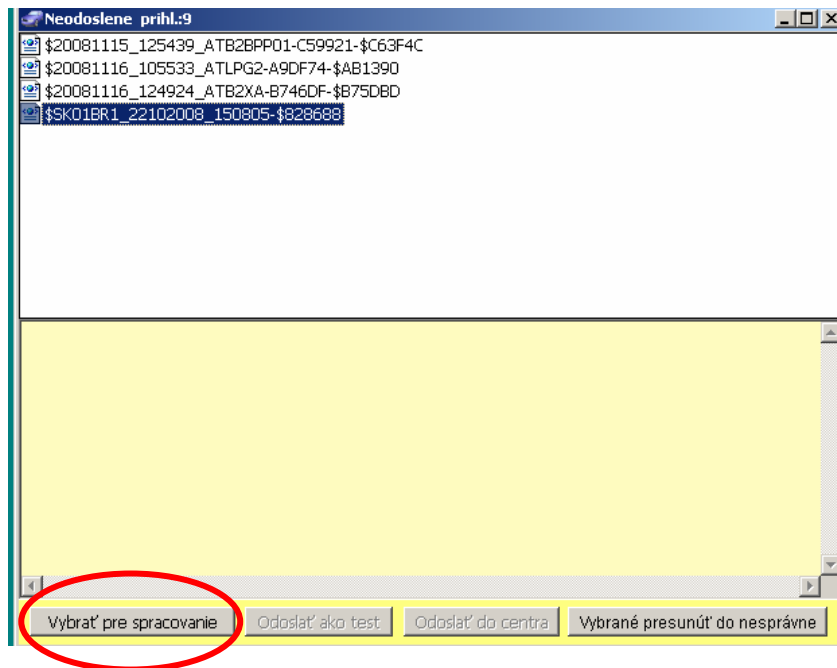 Neodoslene prihl.:9
$20081115_125439_ATB2BPP01-C59921-$C63F4C
$20081116_105533_ATLPG2-A9DF74-$AB1390
$20081116_124924_ATB2XA-B746DF-$B75DBD
$SK01BR1_22102008_150805-$828688
Vybrať pre spracovanie Odoslať ako test Odoslať do centra Vybrané presunúť do nesprávne